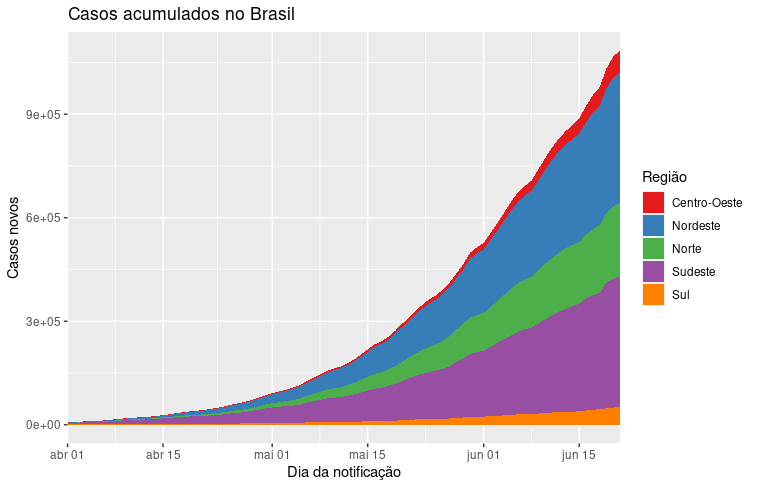 Casos acumulados no Brasil
Casos novos
9e+05
6e+05
3e+05
0e+00
abr 01
abr 15
mai 01
mai 15
jun 01
jun 15
Dia da notificação
Região
Centro-Oeste
Nordeste
Norte
Sudeste
Sul